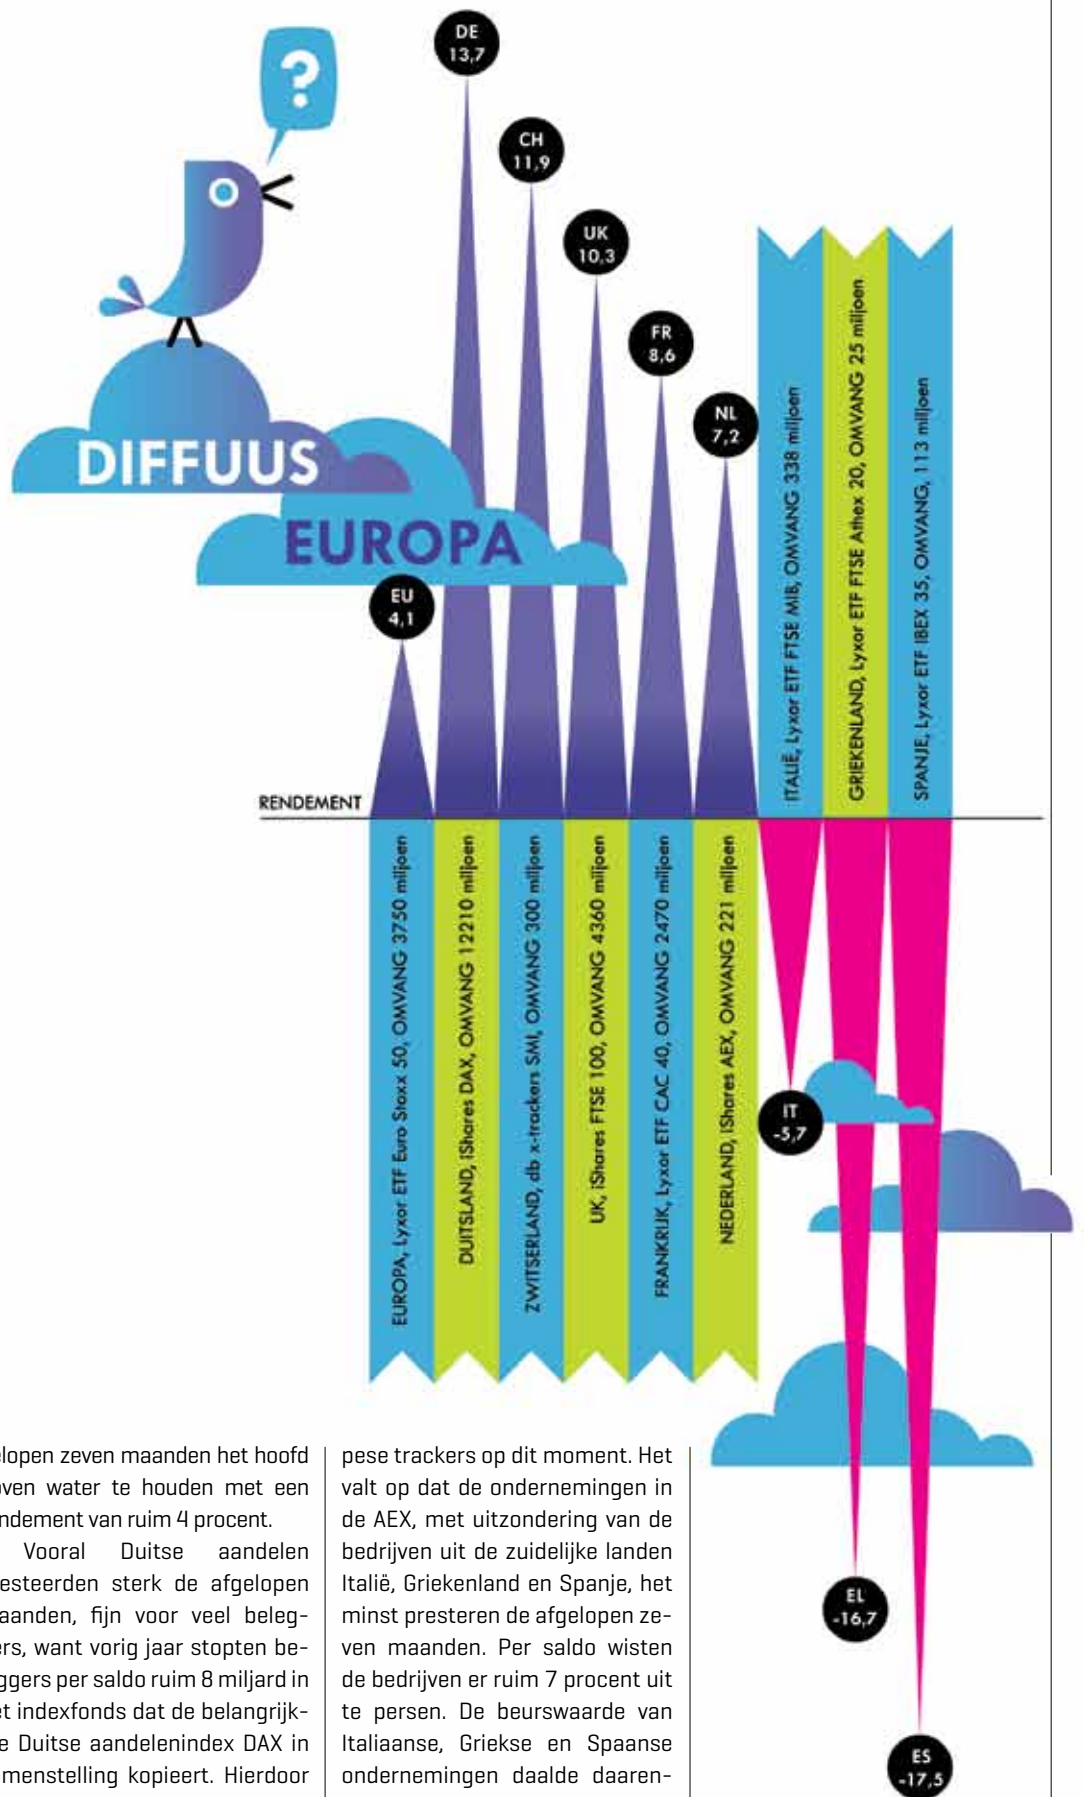 ?
DIFFUUS
EUROPA
DE
13,7
CH
11,9
UK
10,3
FR
8,6
NL
7,2
EU
4,1
RENDEMENT
ITALIË, Lyxor ETF FTSE MIB, OMVANG 338 miljoen
GRIEKENLAND, Lyxor ETF FTSE Athex 20, OMVANG 25 miljoen
SPANJE, Lyxor ETF IBEX 35, OMVANG, 113 miljoen
EUROPA, Lyxor ETF Euro Stoxx 50, OMVANG 3750 miljoen
DUITSLAND, iShares DAX, OMVANG 12210 miljoen
ZWITSERLAND, db x-trackers SMI, OMVANG 300 miljoen
UK, iShares FTSE 100, OMVANG 4360 miljoen
FRANKRIJK, Lyxor ETF CAC 40, OMVANG 2470 miljoen
NEDERLAND, iShares AEX, OMVANG 221 miljoen
IT
-5,7
EL
-16,7
ES
-17,5
elopen zeven maanden het hoofd
oven water te houden met een
ndement van ruim 4 procent.
Vooral Duitse aandelen
esteerden sterk de afgelopen
aanden, fijn voor veel beleg-
ers, want vorig jaar stopten be-
ggers per saldo ruim 8 miljard in
et indexfonds dat de belangrijk-
e Duitse aandelenindex DAX in
menstelling kopieert. Hierdoor
pese trackers op dit moment. Het
valt op dat de ondernemingen in
de AEX, met uitzondering van de
bedrijven uit de zuidelijke landen
Italië, Griekenland en Spanje, het
minst presteren de afgelopen ze-
ven maanden. Per saldo wisten
de bedrijven er ruim 7 procent uit
te persen. De beurswaarde van
Italiaanse, Griekse en Spaanse
ondernemingen daalde daaren-